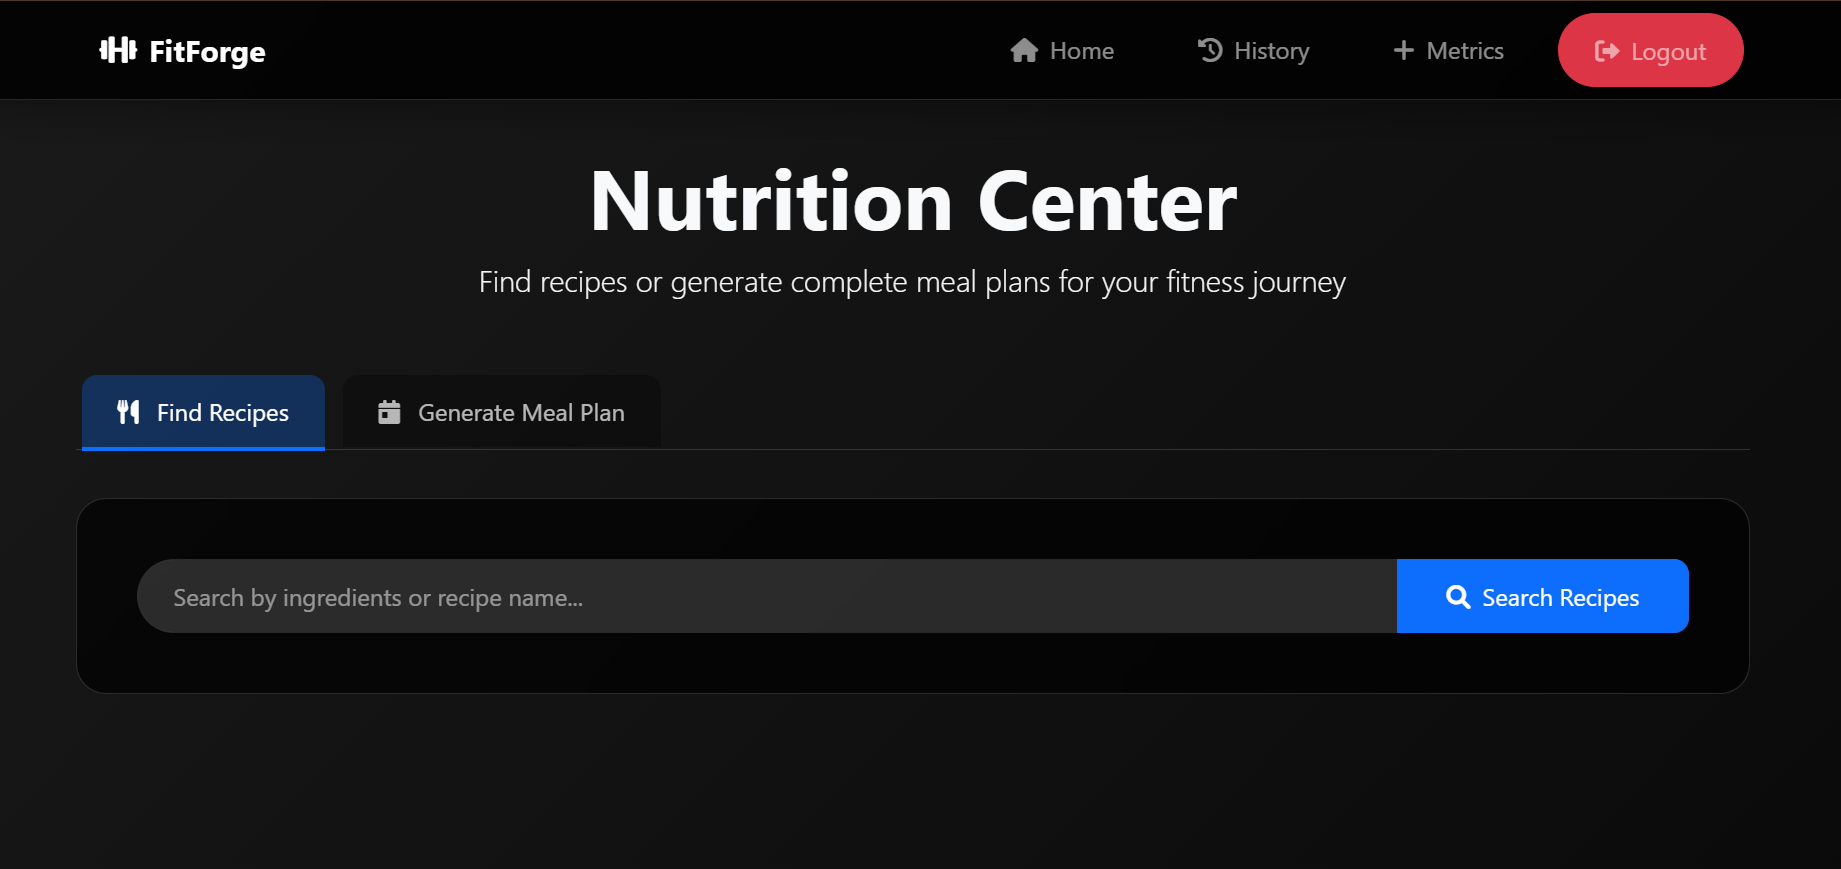 FitForge
Home
History
Metrics
Logout
Nutrition Center
Find recipes or generate complete meal plans for your fitness journey
Find Recipes
Generate Meal Plan
Search by ingredients or recipe name...
Search Recipes